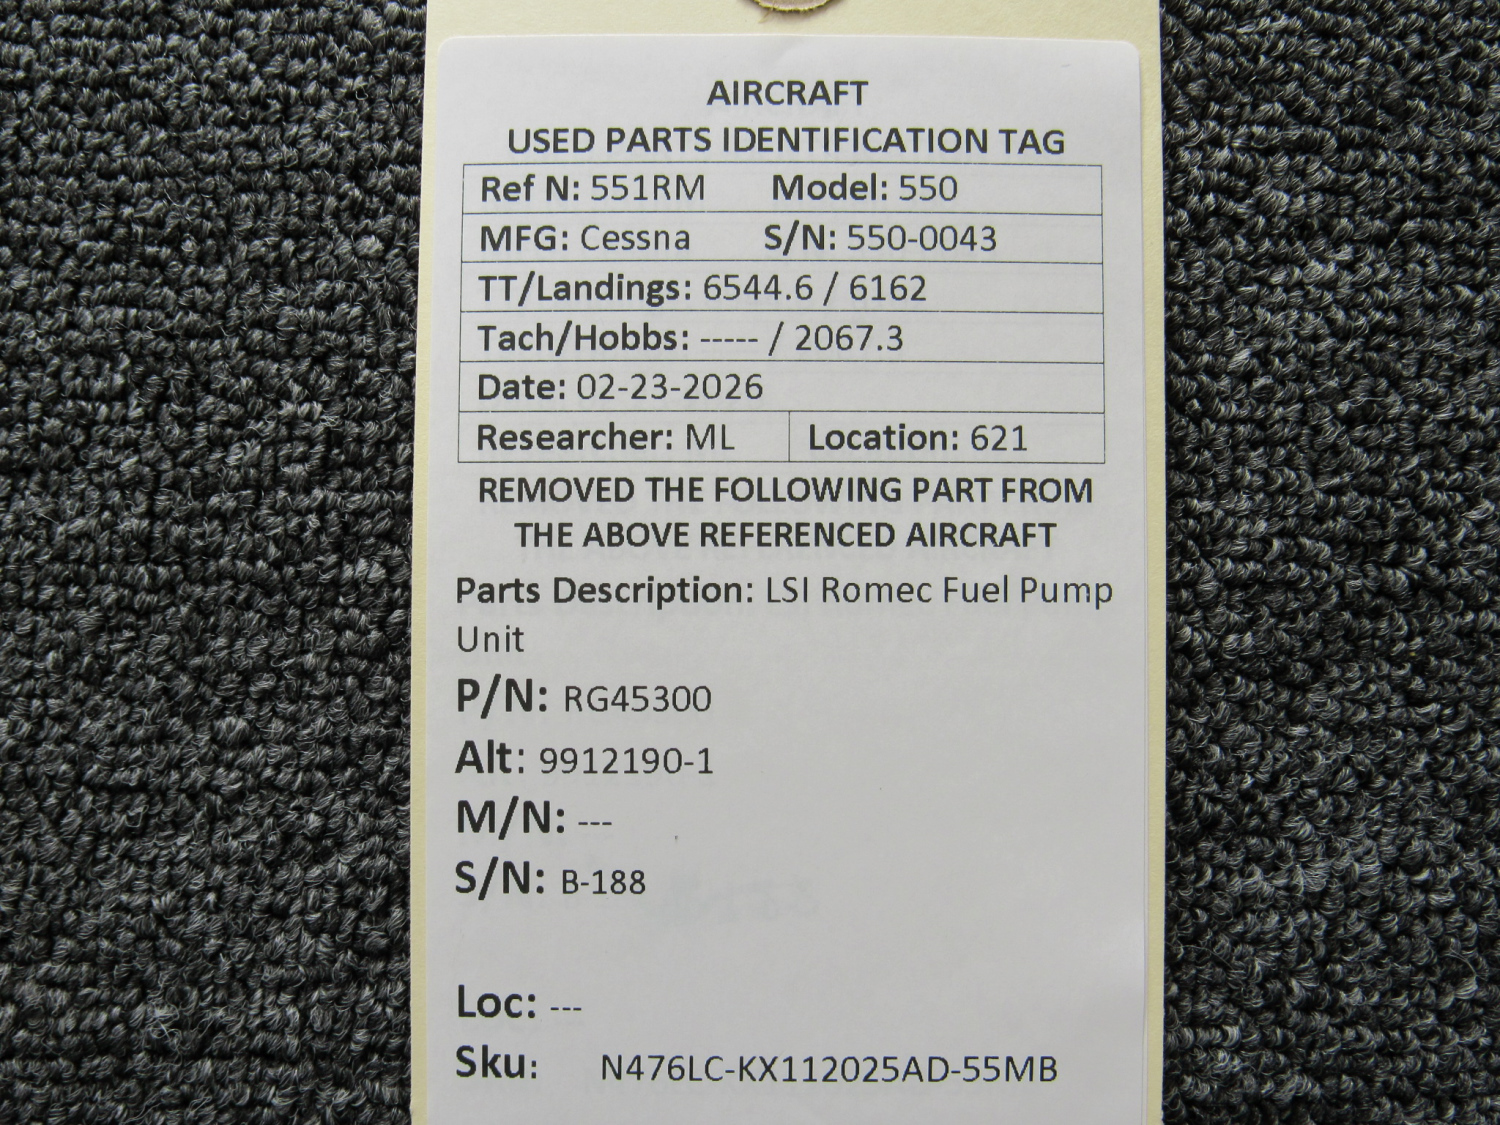 AIRCRAFT
USED PARTS IDENTIFICATION TAG
Ref N: 551RM Model: 550
MFG: Cessna S/N: 550-0043
TT/Landings: 6544.6 / 6162
Tach/Hobbs: ----- / 2067.3
Date: 02-23-2026
Researcher: ML Location: 621
REMOVED THE FOLLOWING PART FROM
THE ABOVE REFERENCED AIRCRAFT
Parts Description: LSI Romec Fuel Pump
Unit
P/N: RG45300
Alt: 9912190-1
M/N: ---
S/N: B-188
Loc: ---
Sku: N476LC-KX112025AD-55MB